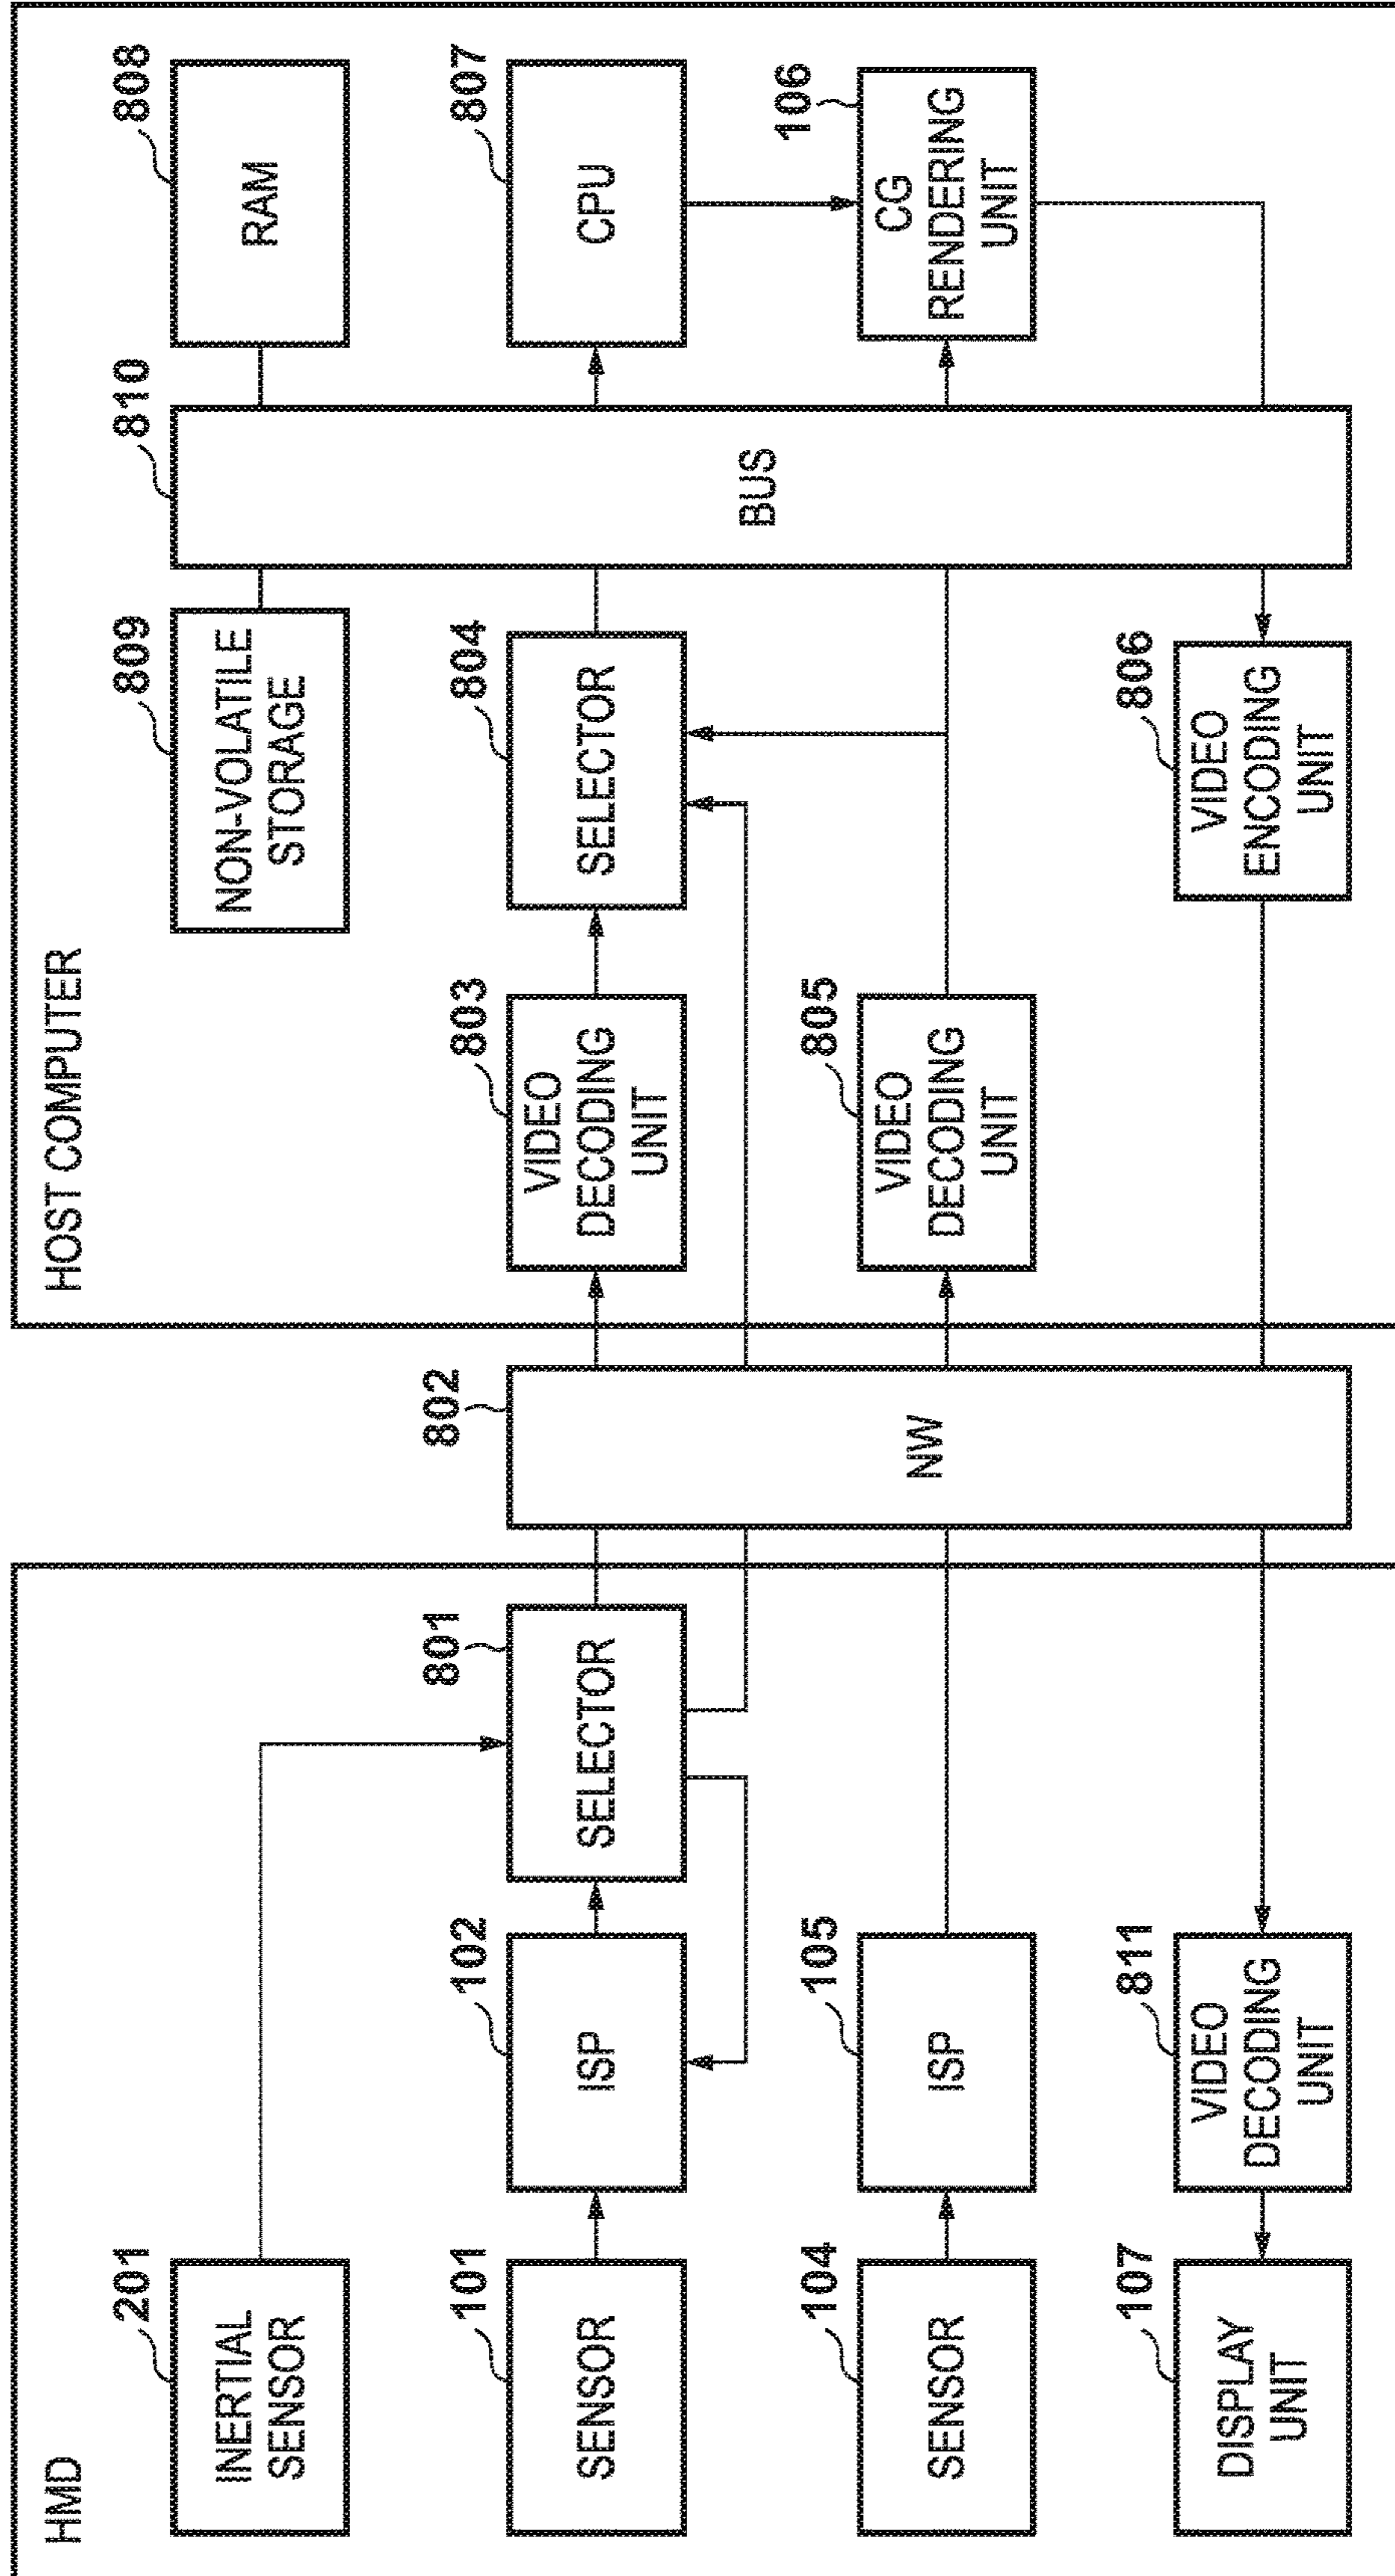 HMD
201
INERTIAL
SENSOR
101
SENSOR
102
ISP
801
SELECTOR
104
SENSOR
105
ISP
107
DISPLAY
UNIT
811
VIDEO
DECODING
UNIT
802
NW
HOST COMPUTER
809
NON-VOLATILE
STORAGE
803
VIDEO
DECODING
UNIT
804
SELECTOR
805
VIDEO
DECODING
UNIT
806
VIDEO
ENCODING
UNIT
810
BUS
808
RAM
807
CPU
106
CG
RENDERING
UNIT